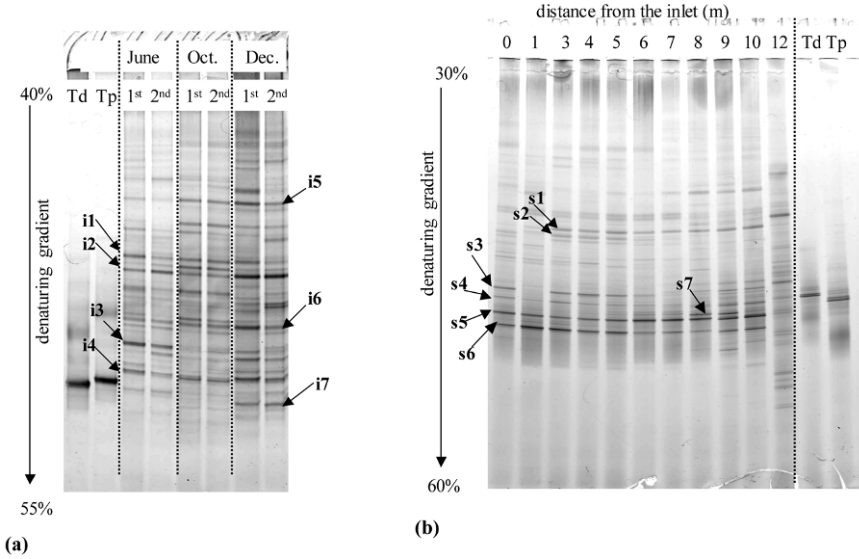 June Oct. Dec.
40%
Td Tp 1st 2nd 1st 2nd 1st 2nd
i5
i1
i2
denaturing gradient
i6
i3
i4
i7
55%
(a)
distance from the inlet (m)
0 1 3 4 5 6 7 8 9 10 12 Td Tp
30%
s1
s2
s3
s7
s4
denaturing gradient
s5
s6
60%
(b)